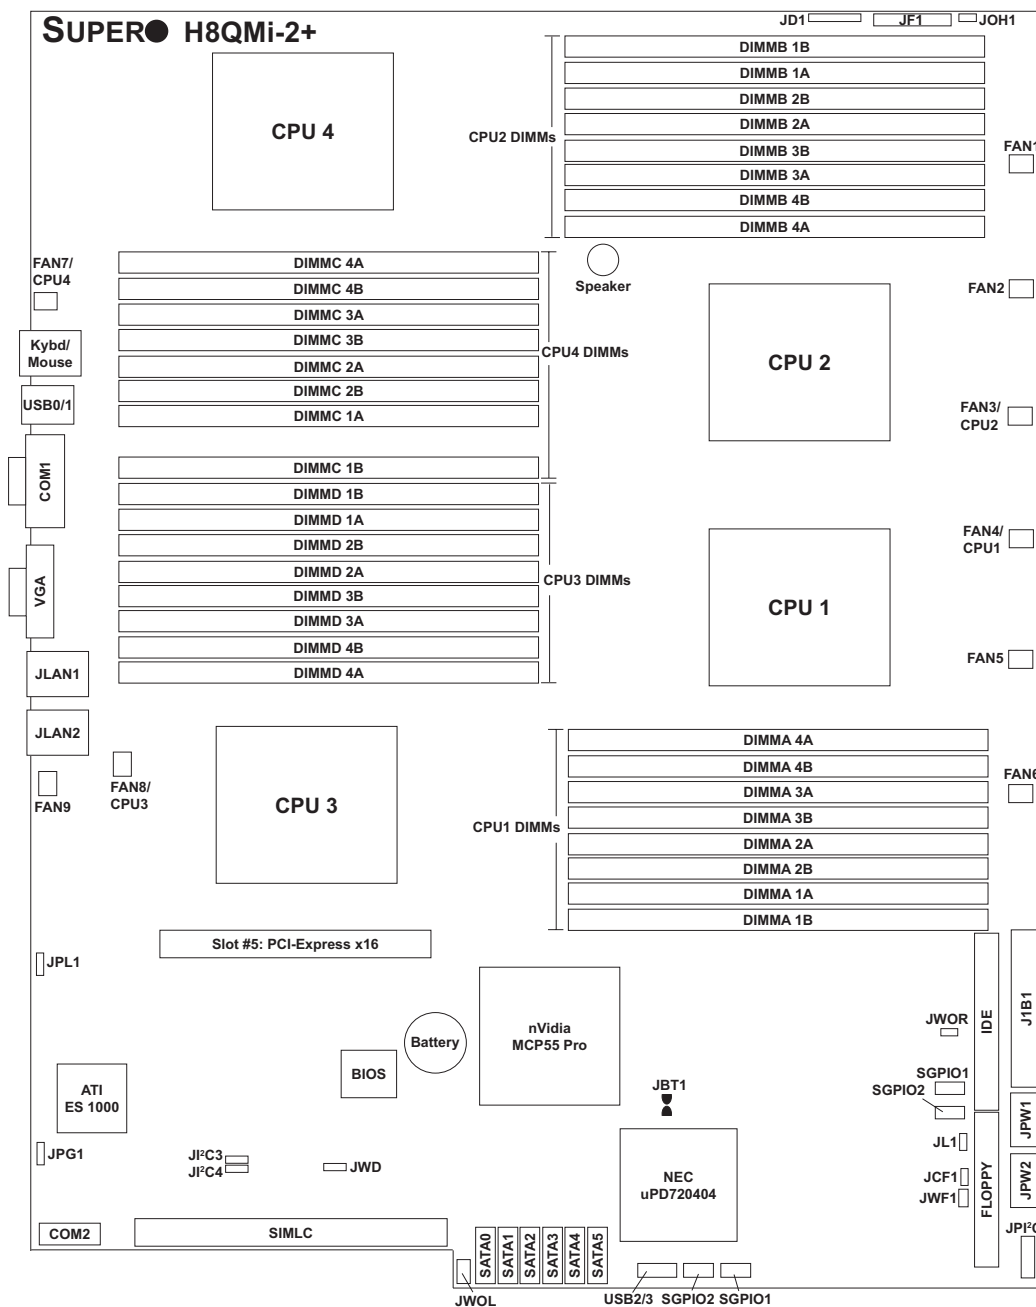 SUPER● H8QMi-2+
JD1
JF1
JOH1
DIMMB 1B
DIMMB 1A
DIMMB 2B
DIMMB 2A
DIMMB 3B
DIMMB 3A
DIMMB 4B
DIMMB 4A
CPU2 DIMMs
CPU 4
FAN1
FAN7/
CPU4
Speaker
FAN2
DIMMC 4A
DIMMC 4B
DIMMC 3A
DIMMC 3B
DIMMC 2A
DIMMC 2B
DIMMC 1A
DIMMC 1B
CPU4 DIMMs
Kybd/
Mouse
USB0/1
COM1
CPU 2
FAN3/
CPU2
DIMMD 1B
DIMMD 1A
DIMMD 2B
DIMMD 2A
DIMMD 3B
DIMMD 3A
DIMMD 4B
DIMMD 4A
CPU3 DIMMs
VGA
JLAN1
JLAN2
FAN4/
CPU1
CPU 1
FAN5
FAN9
FAN8/
CPU3
CPU 3
DIMMA 4A
DIMMA 4B
DIMMA 3A
DIMMA 3B
DIMMA 2A
DIMMA 2B
DIMMA 1A
DIMMA 1B
CPU1 DIMMs
FAN6
Slot #5: PCI-Express x16
JPL1
Battery
nVidia
MCP55 Pro
BIOS
ATI
ES 1000
JWOR
IDE
J1B1
SGPIO1
SGPIO2
JBT1
JPW1
JPG1
JI²C3
JI²C4
JWD
NEC
uPD720404
JL1
JCF1
JWF1
FLOPPY
JPW2
JPI²C
COM2
SIMLC
SATA0
SATA1
SATA2
SATA3
SATA4
SATA5
JWOL
USB2/3
SGPIO2
SGPIO1